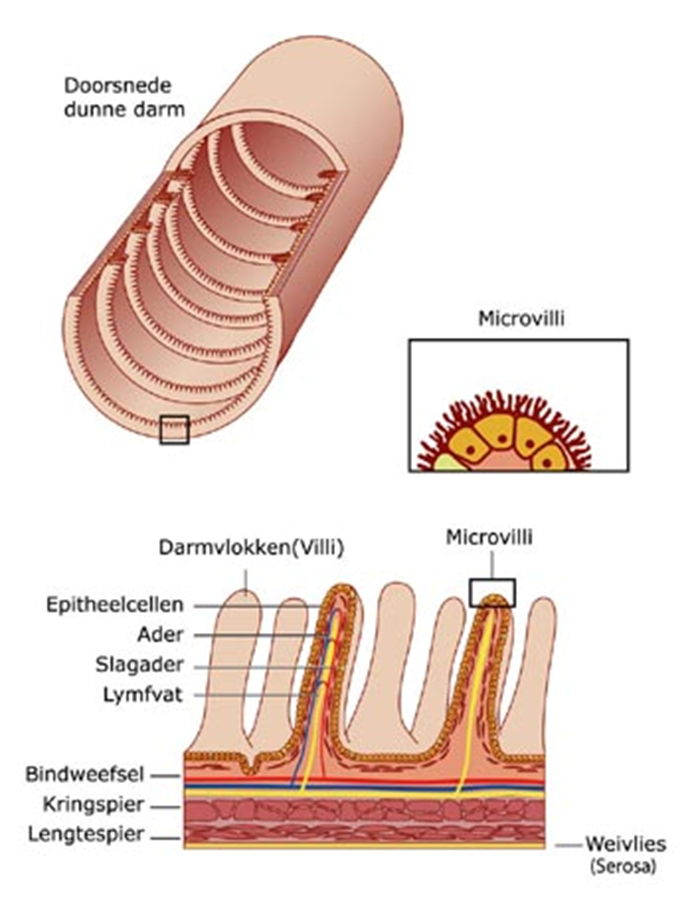 Doorsnede
dunne darm
Microvilli
Darmvlokken(Villi)
Microvilli
Epitheelcellen
Ader
Slagader
Lymfvat
Bindweefsel
Kringspier
Lengtespier
Weivlies
(Serosa)